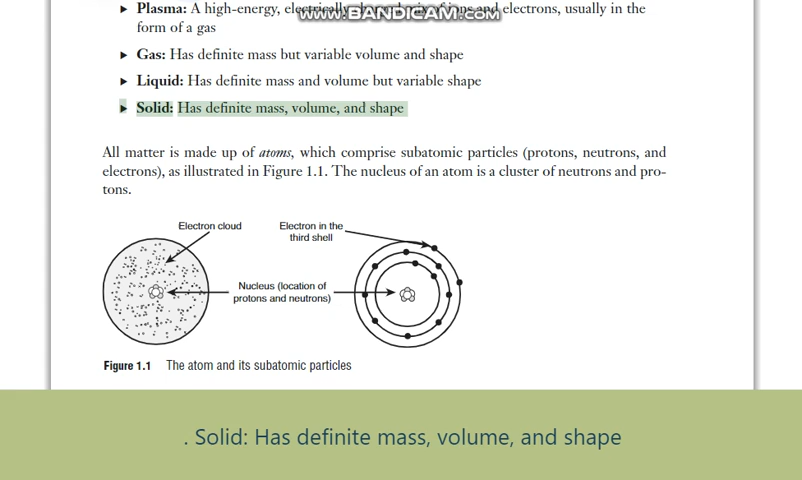 ▸ Plasma: A high-energy, electrically and electrons, usually in the
www.BANDICAM.com
form of a gas
▸ Gas: Has definite mass but variable volume and shape
▸ Liquid: Has definite mass and volume but variable shape
▸ Solid: Has definite mass, volume, and shape
All matter is made up of atoms, which comprise subatomic particles (protons, neutrons, and
electrons), as illustrated in Figure 1.1. The nucleus of an atom is a cluster of neutrons and pro-
tons.
Electron cloud
Electron in the
third shell
Nucleus (location of
protons and neutrons)
Figure 1.1 The atom and its subatomic particles
. Solid: Has definite mass, volume, and shape